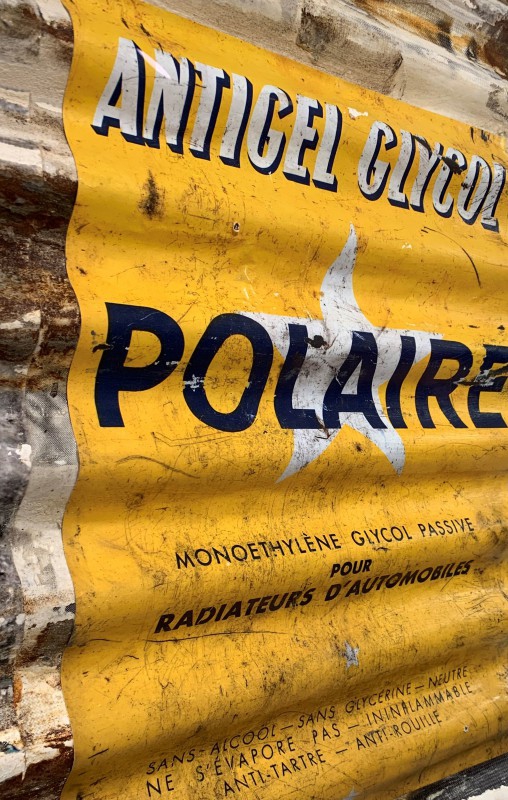 ANTIGEL GLYCOL
POLAIRE
MONOETHYLÈNE GLYCOL PASSIVE
POUR
RADIATEURS D'AUTOMOBILES
SANS-ALCOOL-SANS GLYCÉRINE-NEUTRE
NE S'ÉVAPORE PAS - ININFLAMMABLE
ANTI-TARTRE - ANTI-ROUILLE